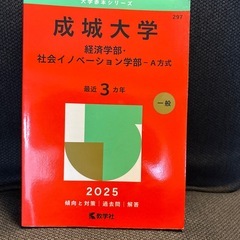 大学赤本シリーズ
297
成城大学
経済学部・
社会イノベーション学部－A方式
最近3カ年
一般
2025
傾向と対策｜過去問｜解答
教学社